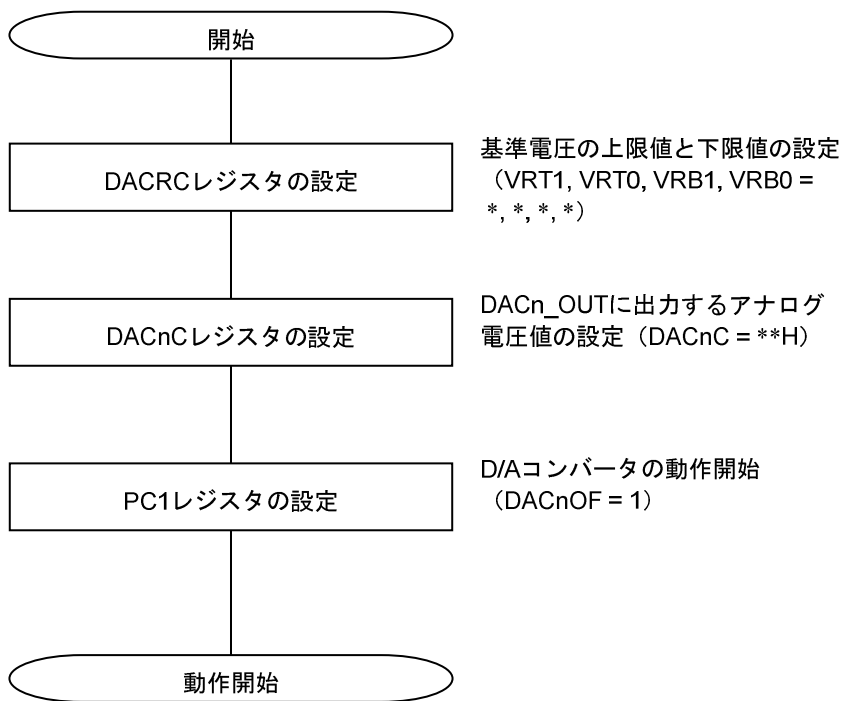 開始
DACRCレジスタの設定
基準電圧の上限値と下限値の設定
（VRT1, VRT0, VRB1, VRB0 =
*, *, *, *）
DACnCレジスタの設定
DACn_OUTに出力するアナログ
電圧値の設定（DACnC = **H）
PC1レジスタの設定
D/Aコンバータの動作開始
（DACnOF = 1）
動作開始